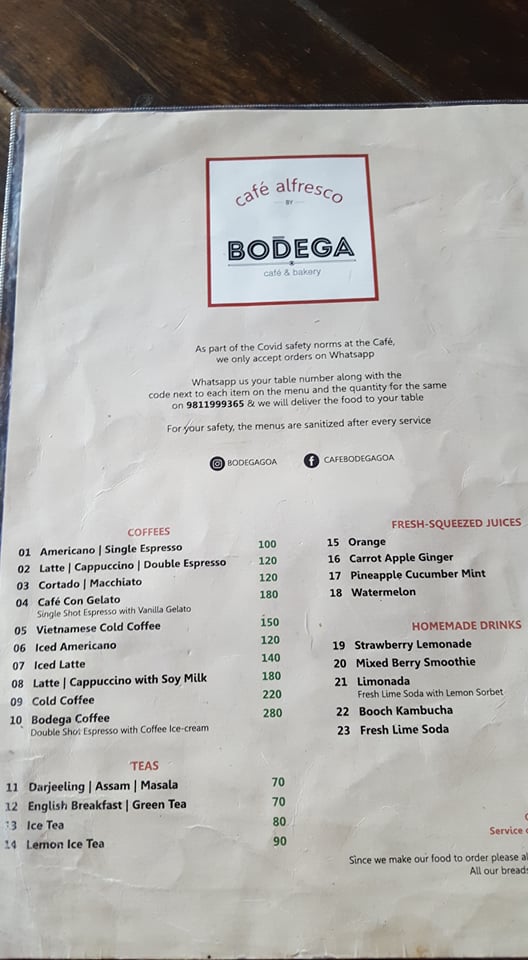 café alfresco
BY
BODEGA
café & bakery
As part of the Covid safety norms at the Café,
we only accept orders on Whatsapp
Whatsapp us your table number along with the
code next to each item on the menu and the quantity for the same
on 9811999365 & we will deliver the food to your table
For your safety, the menus are sanitized after every service
BODEGAGOA CAFEBODEGAGOA
COFFEES
01 Americano | Single Espresso 100
02 Latte | Cappuccino | Double Espresso 120
03 Cortado | Macchiato 120
04 Café Con Gelato 180
Single Shot Espresso with Vanilla Gelato
05 Vietnamese Cold Coffee 150
06 Iced Americano 120
07 Iced Latte 140
08 Latte | Cappuccino with Soy Milk 180
09 Cold Coffee 220
10 Bodega Coffee 280
Double Shot Espresso with Coffee Ice-cream
TEAS
11 Darjeeling | Assam | Masala 70
12 English Breakfast | Green Tea 70
13 Ice Tea 80
14 Lemon Ice Tea 90
FRESH-SQUEEZED JUICES
15 Orange
16 Carrot Apple Ginger
17 Pineapple Cucumber Mint
18 Watermelon
HOMEMADE DRINKS
19 Strawberry Lemonade
20 Mixed Berry Smoothie
21 Limonada
Fresh Lime Soda with Lemon Sorbet
22 Booch Kambucha
23 Fresh Lime Soda
Service
Since we make our food to order please
All our